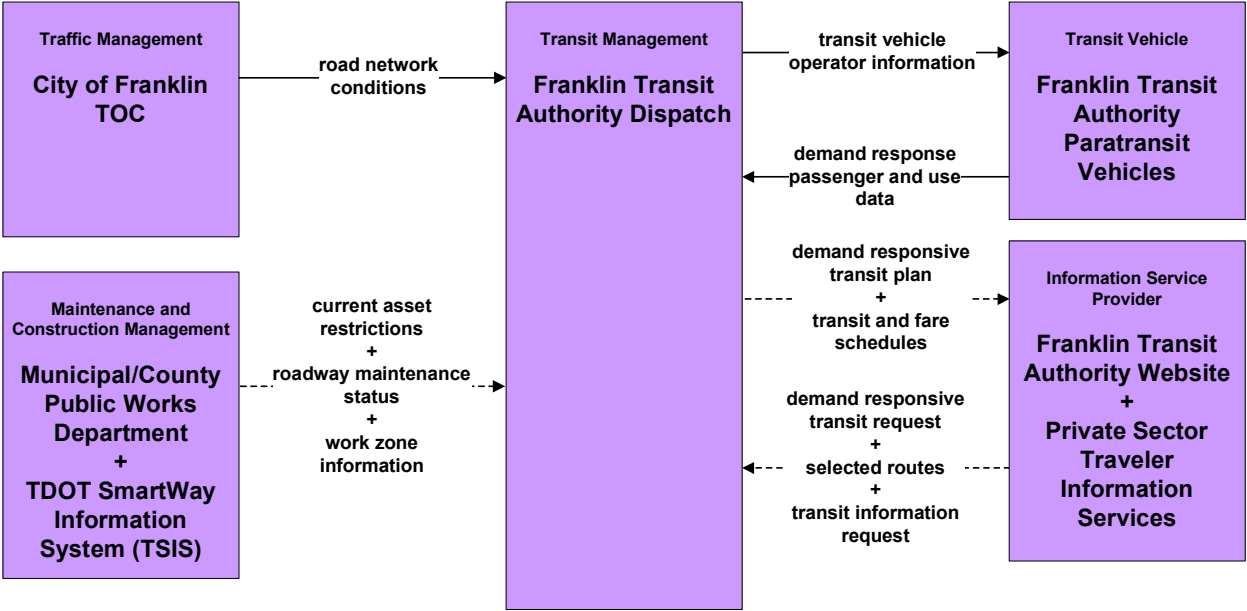 Traffic Management
City of Franklin
TOC
road network
conditions
Transit Management
Franklin Transit
Authority Dispatch
transit vehicle
operator information
Transit Vehicle
Franklin Transit
Authority
Paratransit
Vehicles
demand response
passenger and use
data
Maintenance and
Construction Management
Municipal/County
Public Works
Department
+
TDOT SmartWay
Information
System (TSIS)
current asset
restrictions
+
roadway maintenance
status
+
work zone
information
demand responsive
transit plan
+
transit and fare
schedules
Information Service
Provider
Franklin Transit
Authority Website
+
Private Sector
Traveler
Information
Services
demand responsive
transit request
+
selected routes
+
transit information
request